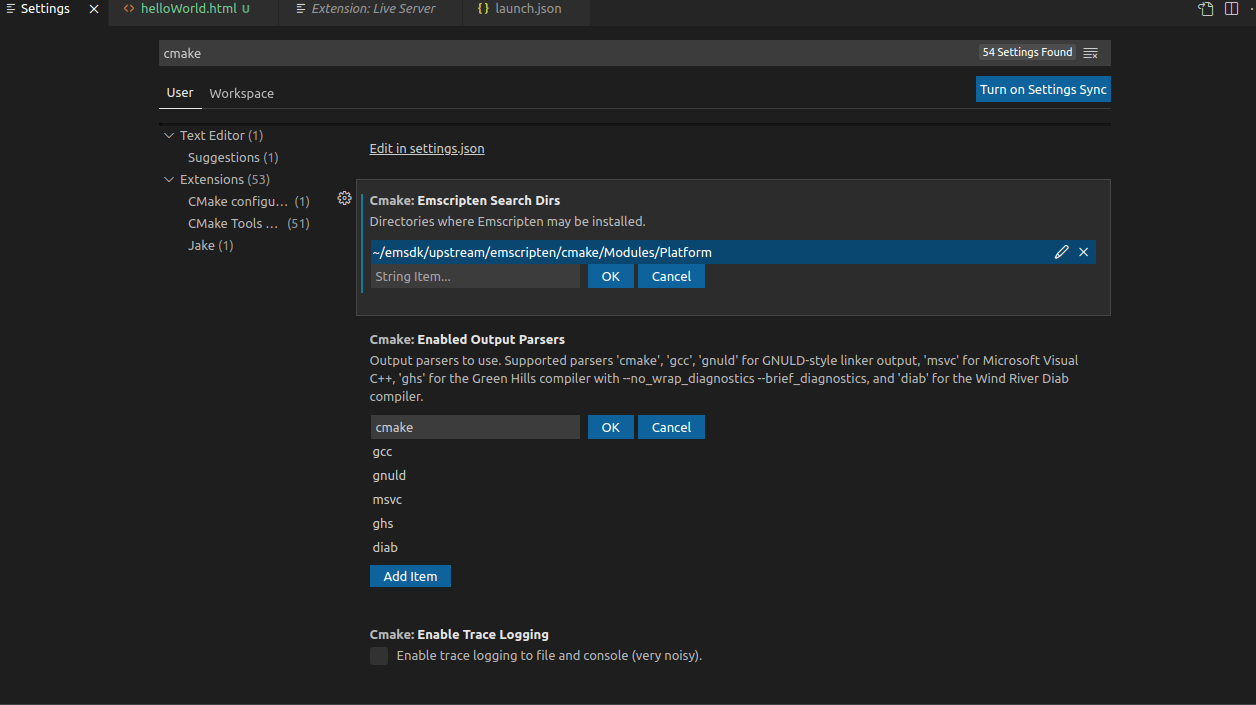 Settings
helloWorld.html U
Extension: Live Server
launch.json
cmake
54 Settings Found
User
Workspace
Turn on Settings Sync
Text Editor (1)
Suggestions (1)
Extensions (53)
CMake configu... (1)
CMake Tools ... (51)
Jake (1)
Edit in settings.json
Cmake: Emscripten Search Dirs
Directories where Emscripten may be installed.
~/emsdk/upstream/emscripten/cmake/Modules/Platform
String Item...
OK
Cancel
Cmake: Enabled Output Parsers
Output parsers to use. Supported parsers 'cmake', 'gcc', 'gnuld' for GNULD-style linker output, 'msvc' for Microsoft Visual
C++, 'ghs' for the Green Hills compiler with --no_wrap_diagnostics --brief_diagnostics, and 'diab' for the Wind River Diab
compiler.
cmake
OK
Cancel
gcc
gnuld
msvc
ghs
diab
Add Item
Cmake: Enable Trace Logging
Enable trace logging to file and console (very noisy).